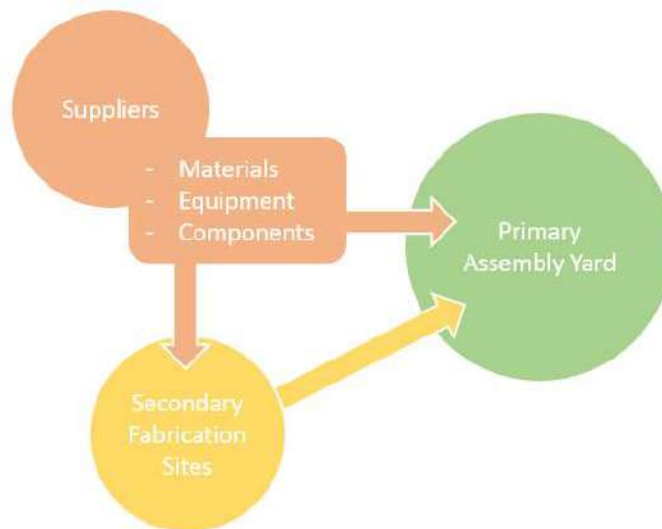 Suppliers
- Materials
- Equipment
- Components
Primary
Assembly Yard
Secondary
Fabrication
Sites